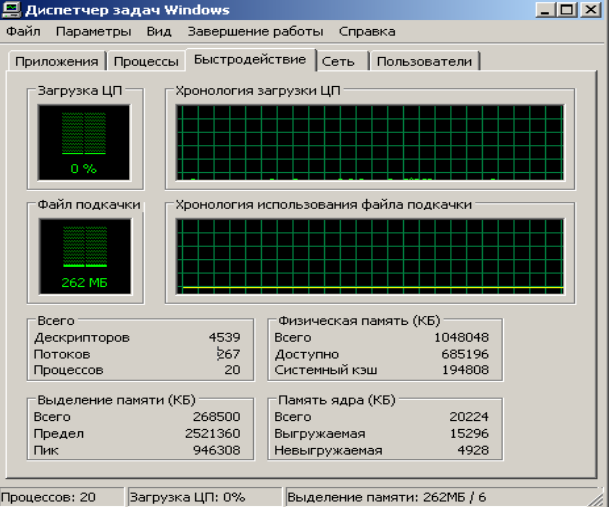 Диспетчер задач Windows
Файл Параметры Вид Завершение работы Справка
Приложения Процессы Быстродействие Сеть Пользователи
Загрузка ЦП Хронология загрузки ЦП
0 %
Файл подкачки Хронология использования файла подкачки
262 МБ
Всего Физическая память (КБ)
Дескрипторов 4539 Всего 1048048
Потоков 267 Доступно 685196
Процессов 20 Системный кэш 194808
Выделение памяти (КБ) Память ядра (КБ)
Всего 268500 Всего 20224
Предел 2521360 Выгружаемая 15296
Пик 946308 Невыгружаемая 4928
Процессов: 20 Загрузка ЦП: 0% Выделение памяти: 262МБ / 6